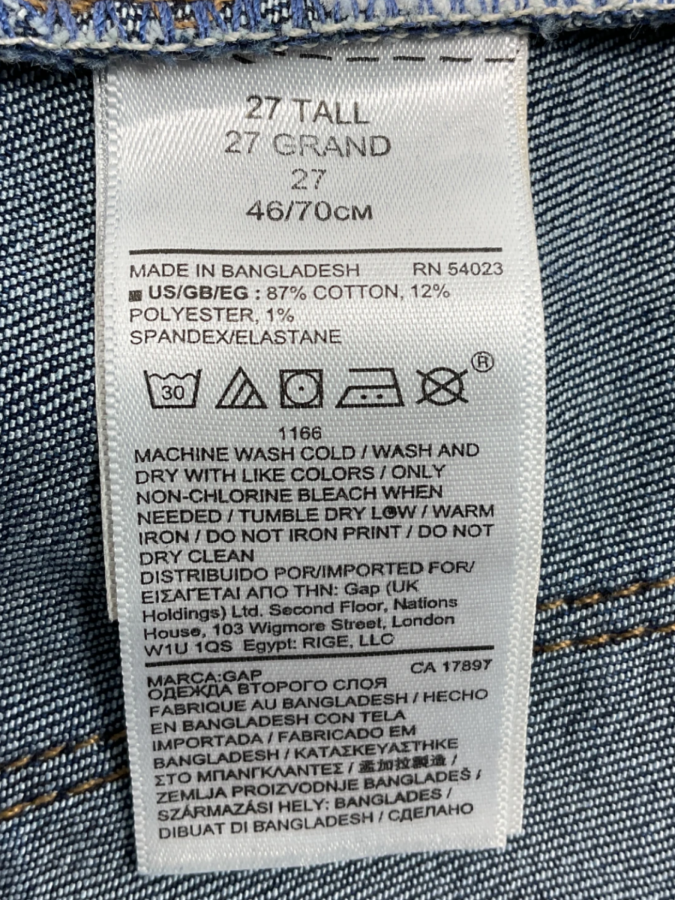 27 TALL
27 GRAND
27
46/70CM
MADE IN BANGLADESH RN 54023
US/GB/EG : 87% COTTON, 12%
POLYESTER, 1%
SPANDEX/ELASTANE
30
®
1166
MACHINE WASH COLD / WASH AND
DRY WITH LIKE COLORS / ONLY
NON-CHLORINE BLEACH WHEN
NEEDED / TUMBLE DRY LOW / WARM
IRON / DO NOT IRON PRINT / DO NOT
DRY CLEAN
DISTRIBUIDO POR/IMPORTED FOR/
ΕΙΣΑΓΕΤΑΙ ΑΠΟ ΤΗΝ: Gap (UK
Holdings) Ltd. Second Floor, Nations
House, 103 Wigmore Street, London
W1U 1QS Egypt: RIGE, LLC
MARCA:GAP CA 17897
ОДЕЖДА ВТОРОГО СЛОЯ
FABRIQUE AU BANGLADESH / HECHO
EN BANGLADESH CON TELA
IMPORTADA / FABRICADO EM
BANGLADESH / ΚΑΤΑΣΚΕΥΑΣΤΗΚΕ
ΣΤΟ ΜΠΑΝΓΚΛΑΝΤΕΣ / 孟加拉製造 /
ZEMLJA PROIZVODNJE BANGLADEŠ /
SZÁRMAZÁSI HELY: BANGLADES /
DIBUAT DI BANGLADESH / СДЕЛАНО